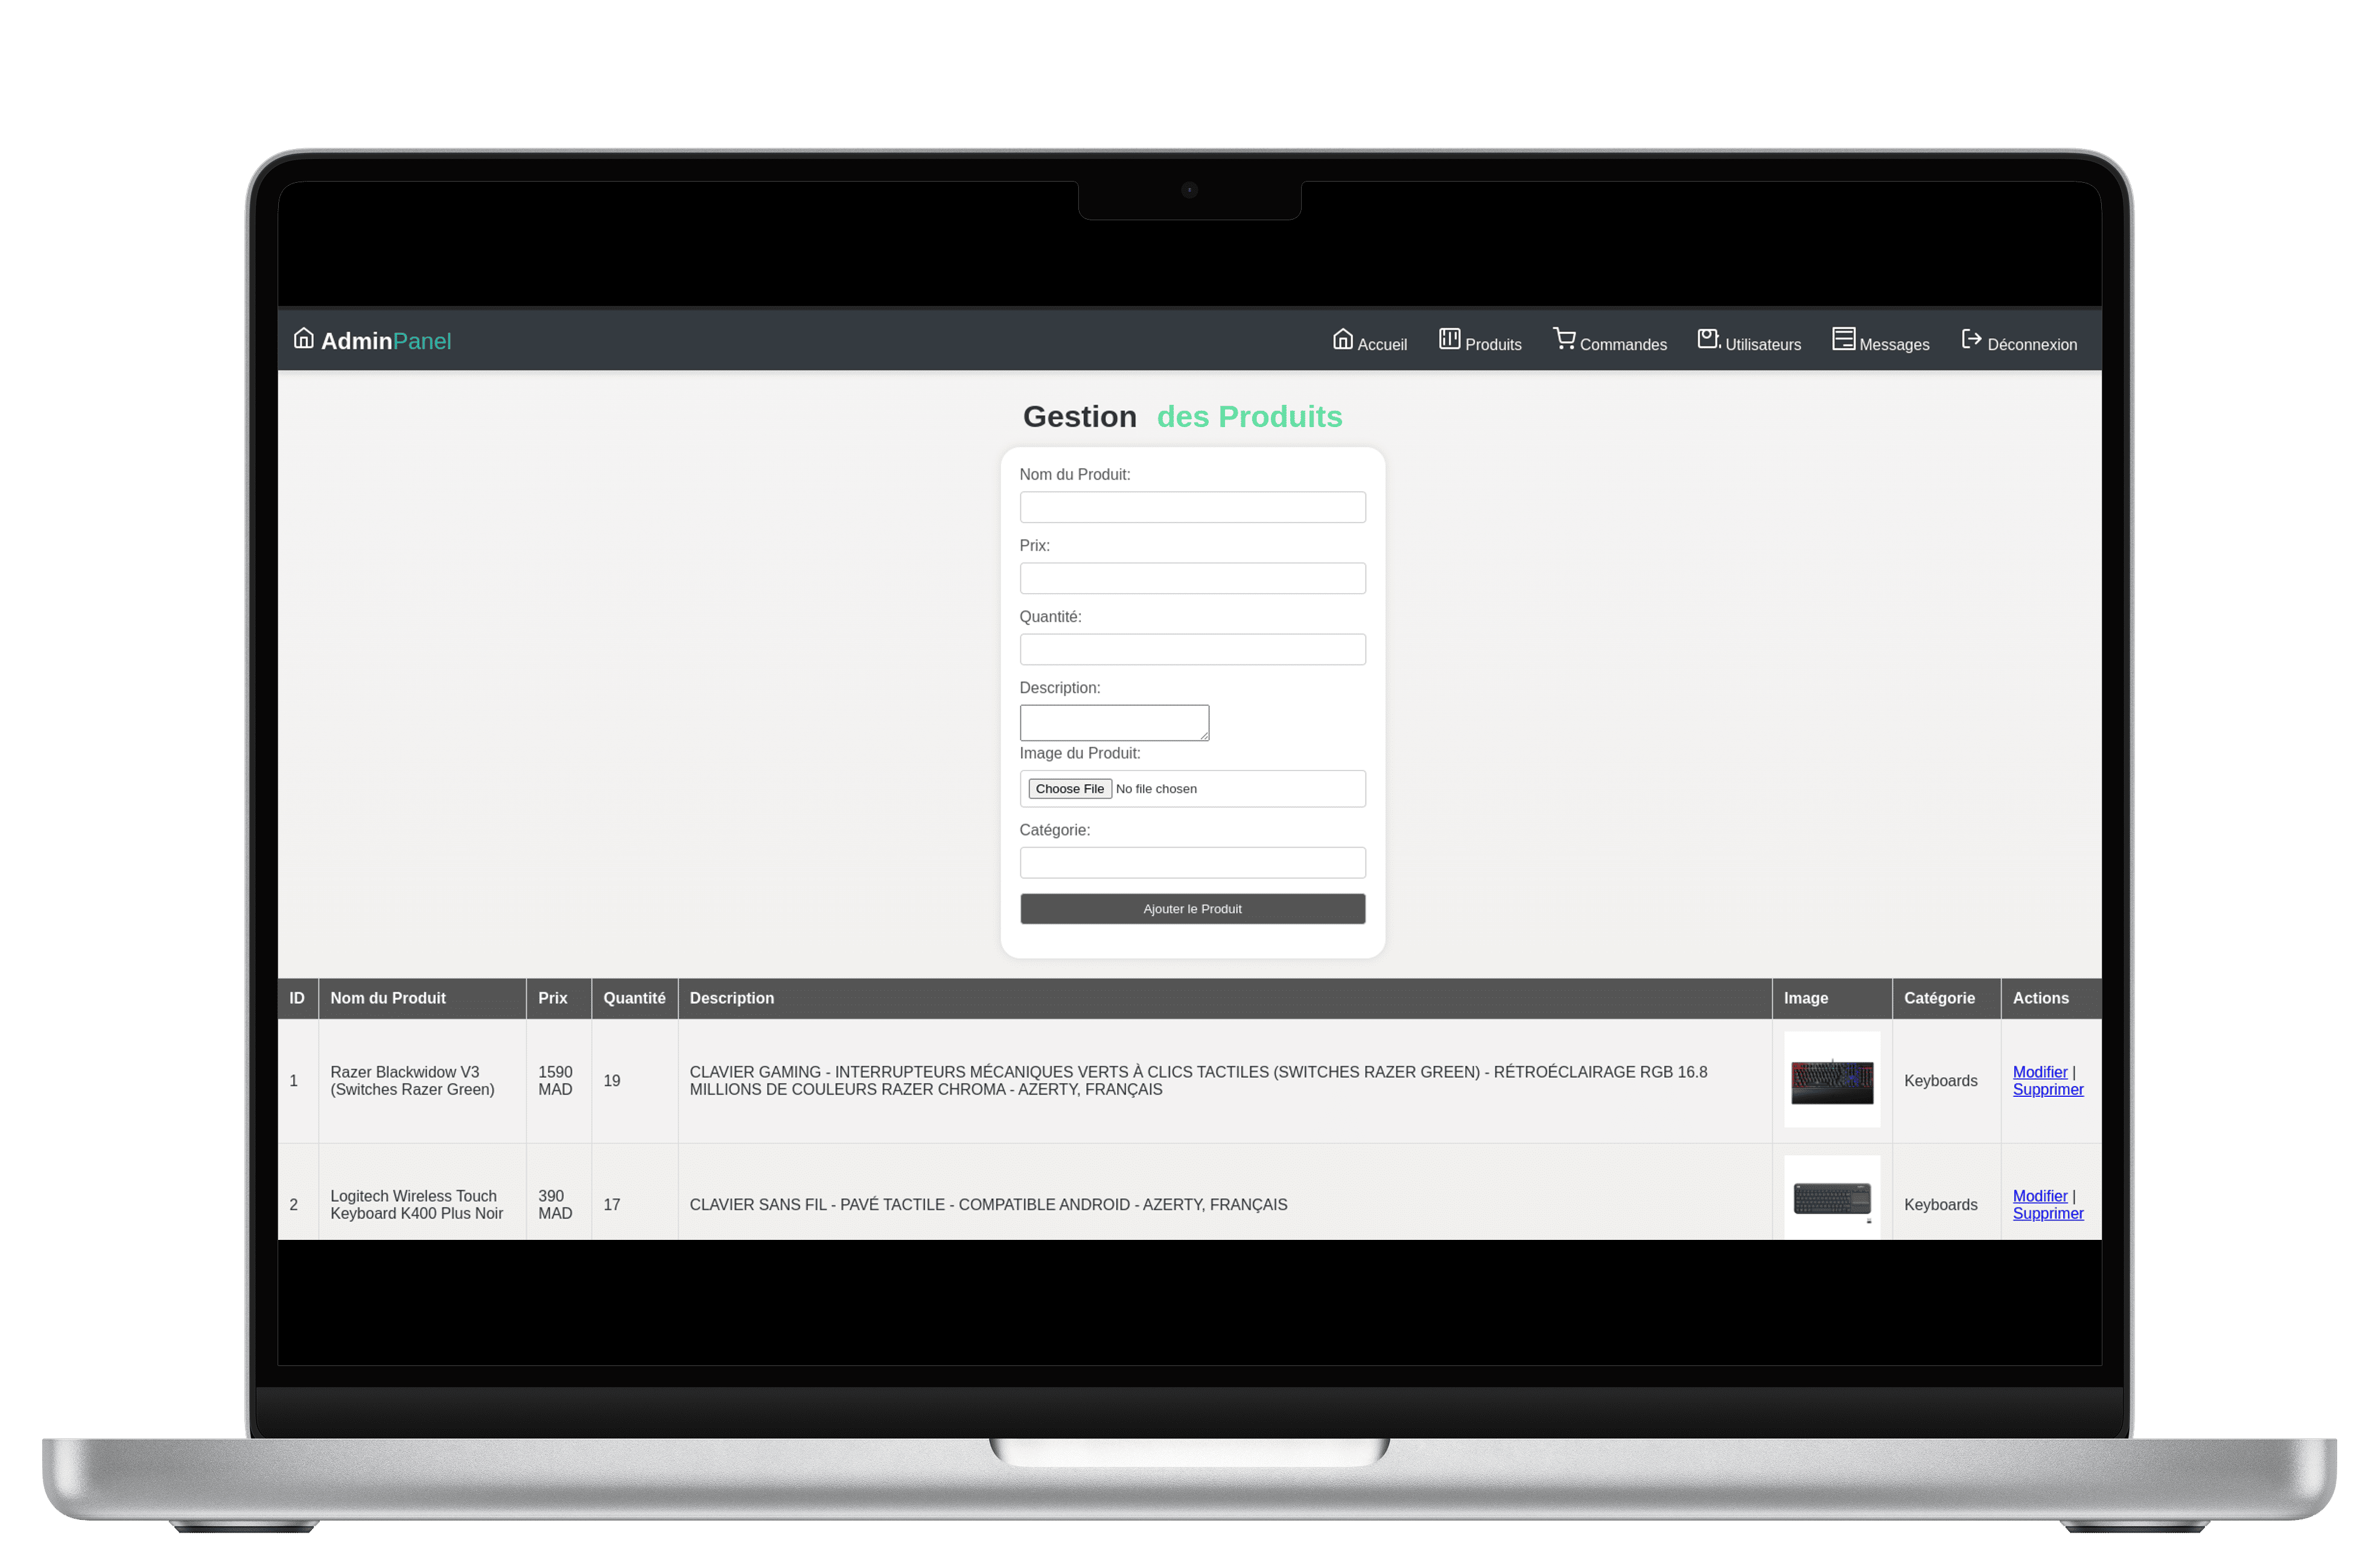 AdminPanel
Accueil
Produits
Commandes
Utilisateurs
Messages
Déconnexion
Gestion des Produits
Nom du Produit:
Prix:
Quantité:
Description:
Image du Produit:
Choose File No file chosen
Catégorie:
Ajouter le Produit
ID Nom du Produit Prix Quantité Description Image Catégorie Actions
1
Razer Blackwidow V3
(Switches Razer Green)
1590
MAD
19
CLAVIER GAMING - INTERRUPTEURS MÉCANIQUES VERTS À CLICS TACTILES (SWITCHES RAZER GREEN) - RÉTROÉCLAIRAGE RGB 16.8
MILLIONS DE COULEURS RAZER CHROMA - AZERTY, FRANÇAIS
Keyboards
Modifier |
Supprimer
2
Logitech Wireless Touch
Keyboard K400 Plus Noir
390
MAD
17
CLAVIER SANS FIL - PAVÉ TACTILE - COMPATIBLE ANDROID - AZERTY, FRANÇAIS
Keyboards
Modifier |
Supprimer